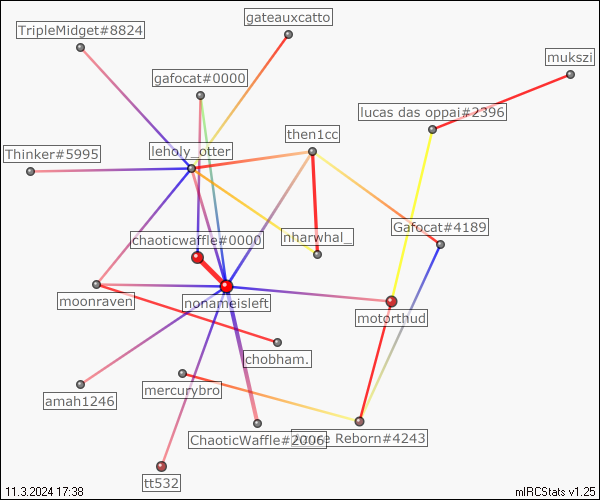 gateauxcatto
TripleMidget#8824
mukszi
gafocat#0000
lucas das oppai#2396
then1cc
Thinker#5995
leholy_otter
Gafocat#4189
chaoticwaffle#0000
nharwhal_
moonraven
nonameisleft
motorthud
chobham.
mercurybro
amah1246
ChaoticWaffle#2006
Reborn#4243
tt532
11.3.2024 17:38
mIRCStats v1.25